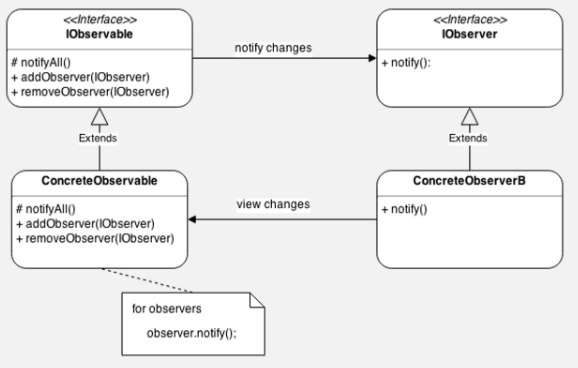 <<Interface>>
IObservable
# notifyAll()
+ addObserver(IObserver)
+ removeObserver(IObserver)
notify changes
<<Interface>>
IObserver
+ notify():
Extends
Extends
ConcreteObservable
# notifyAll()
+ addObserver(IObserver)
+ removeObserver(IObserver)
view changes
ConcreteObserverB
+ notify()
for observers
observer.notify();